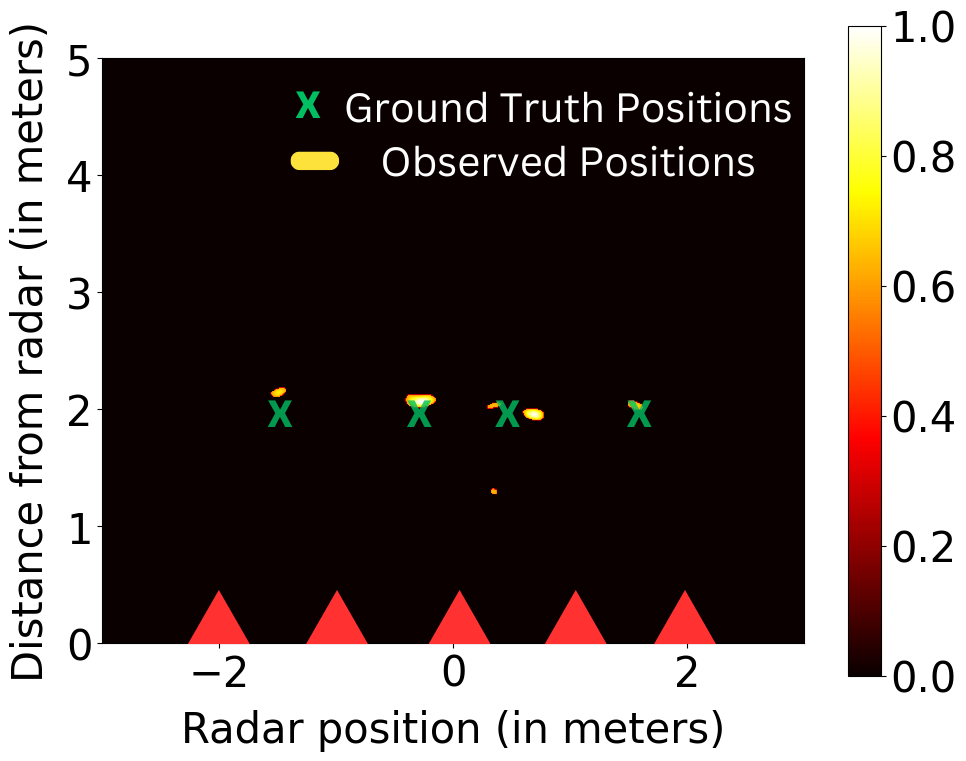 5
1.0
X Ground Truth Positions
Observed Positions
4
0.8
3
0.6
2
X X X X
0.4
1
0.2
0
0.0
−2 0 2
Radar position (in meters)
Distance from radar (in meters)